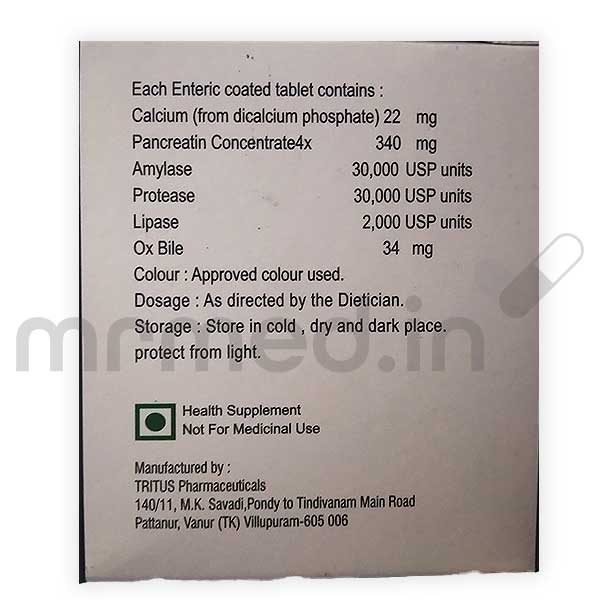 Each Enteric coated tablet contains :
Calcium (from dicalcium phosphate) 22 mg
Pancreatin Concentrate4x 340 mg
Amylase 30,000 USP units
Protease 30,000 USP units
Lipase 2,000 USP units
Ox Bile 34 mg
Colour : Approved colour used.
Dosage : As directed by the Dietician.
Storage : Store in cold , dry and dark place.
mrmed.in
protect from light.
Health Supplement
Not For Medicinal Use
Manufactured by :
TRITUS Pharmaceuticals
140/11, M.K. Savadi,Pondy to Tindivanam Main Road
Pattanur, Vanur (TK) Villupuram-605 006